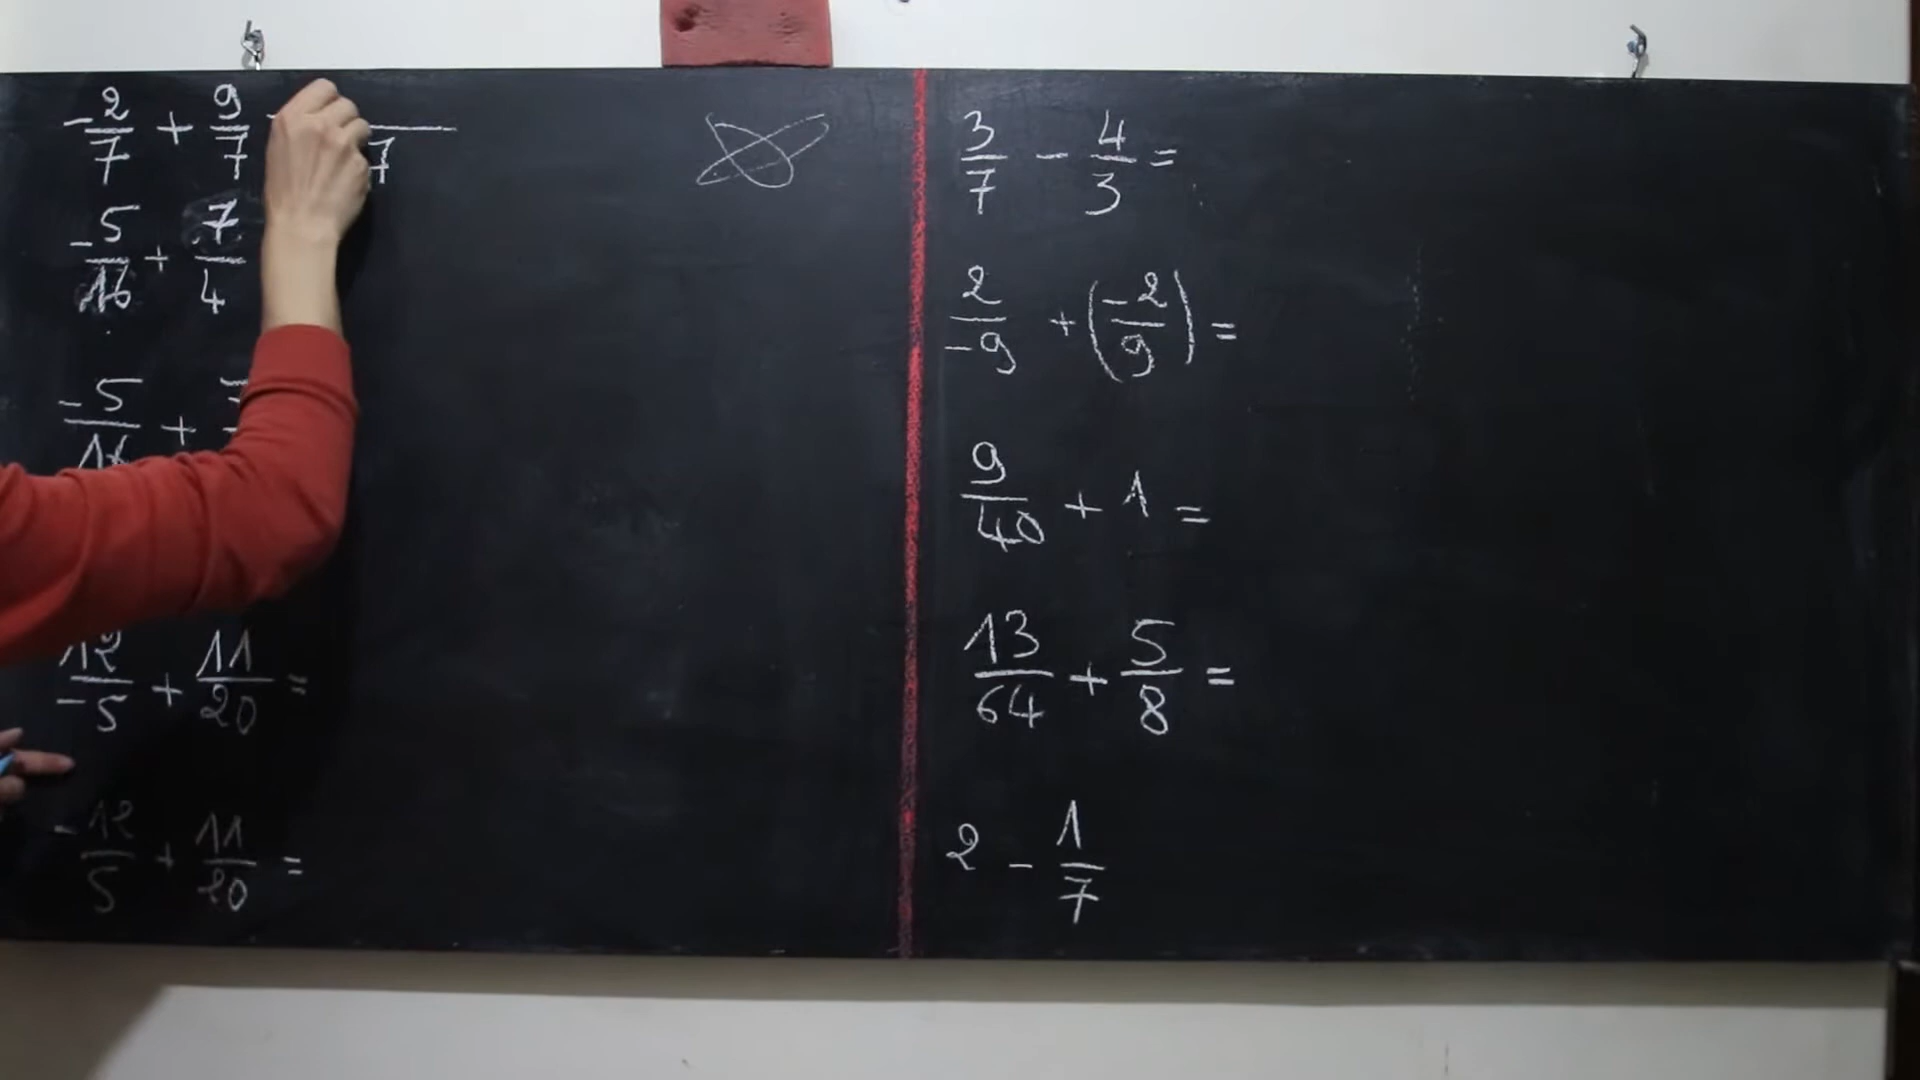 -2/7 + 9/7 = /7
-5/16 + 7/4
-5/16 +
12/-5 + 11/20 =
-12/5 + 11/20 =
3/7 - 4/3 =
2/-9 + (-2/9) =
9/40 + 1 =
13/64 + 5/8 =
2 - 1/7